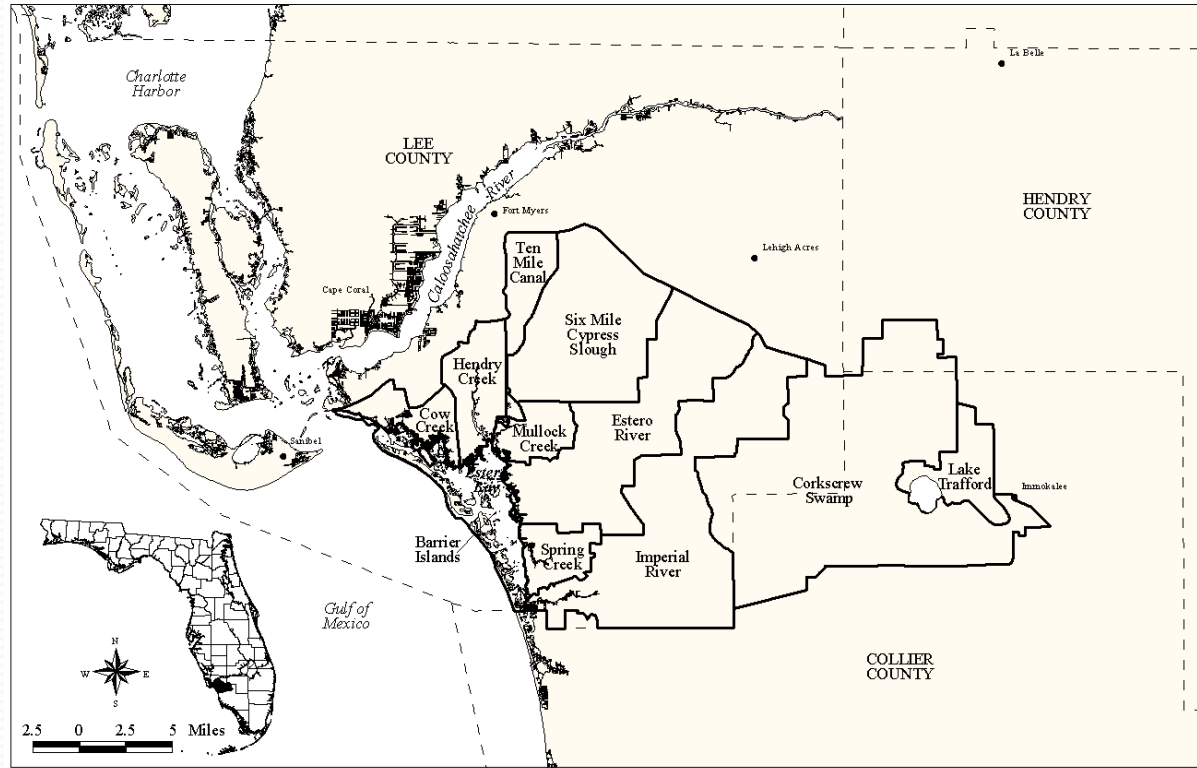 La Belle
Charlotte
Harbor
LEE
COUNTY
Caloosahatchee River
HENDRY
COUNTY
Fort Myers
Lehigh Acres
Ten
Mile
Canal
Cape Coral
Six Mile
Cypress
Slough
Hendry
Creek
Cow
Creek
Mullock
Creek
Estero
River
Sanibel
Estero
Bay
Corkscrew
Swamp
Lake
Trafford
Immokalee
Barrier
Islands
Spring
Creek
Imperial
River
Gulf of
Mexico
COLLIER
COUNTY
N
W E
S
2.5 0 2.5 5 Miles